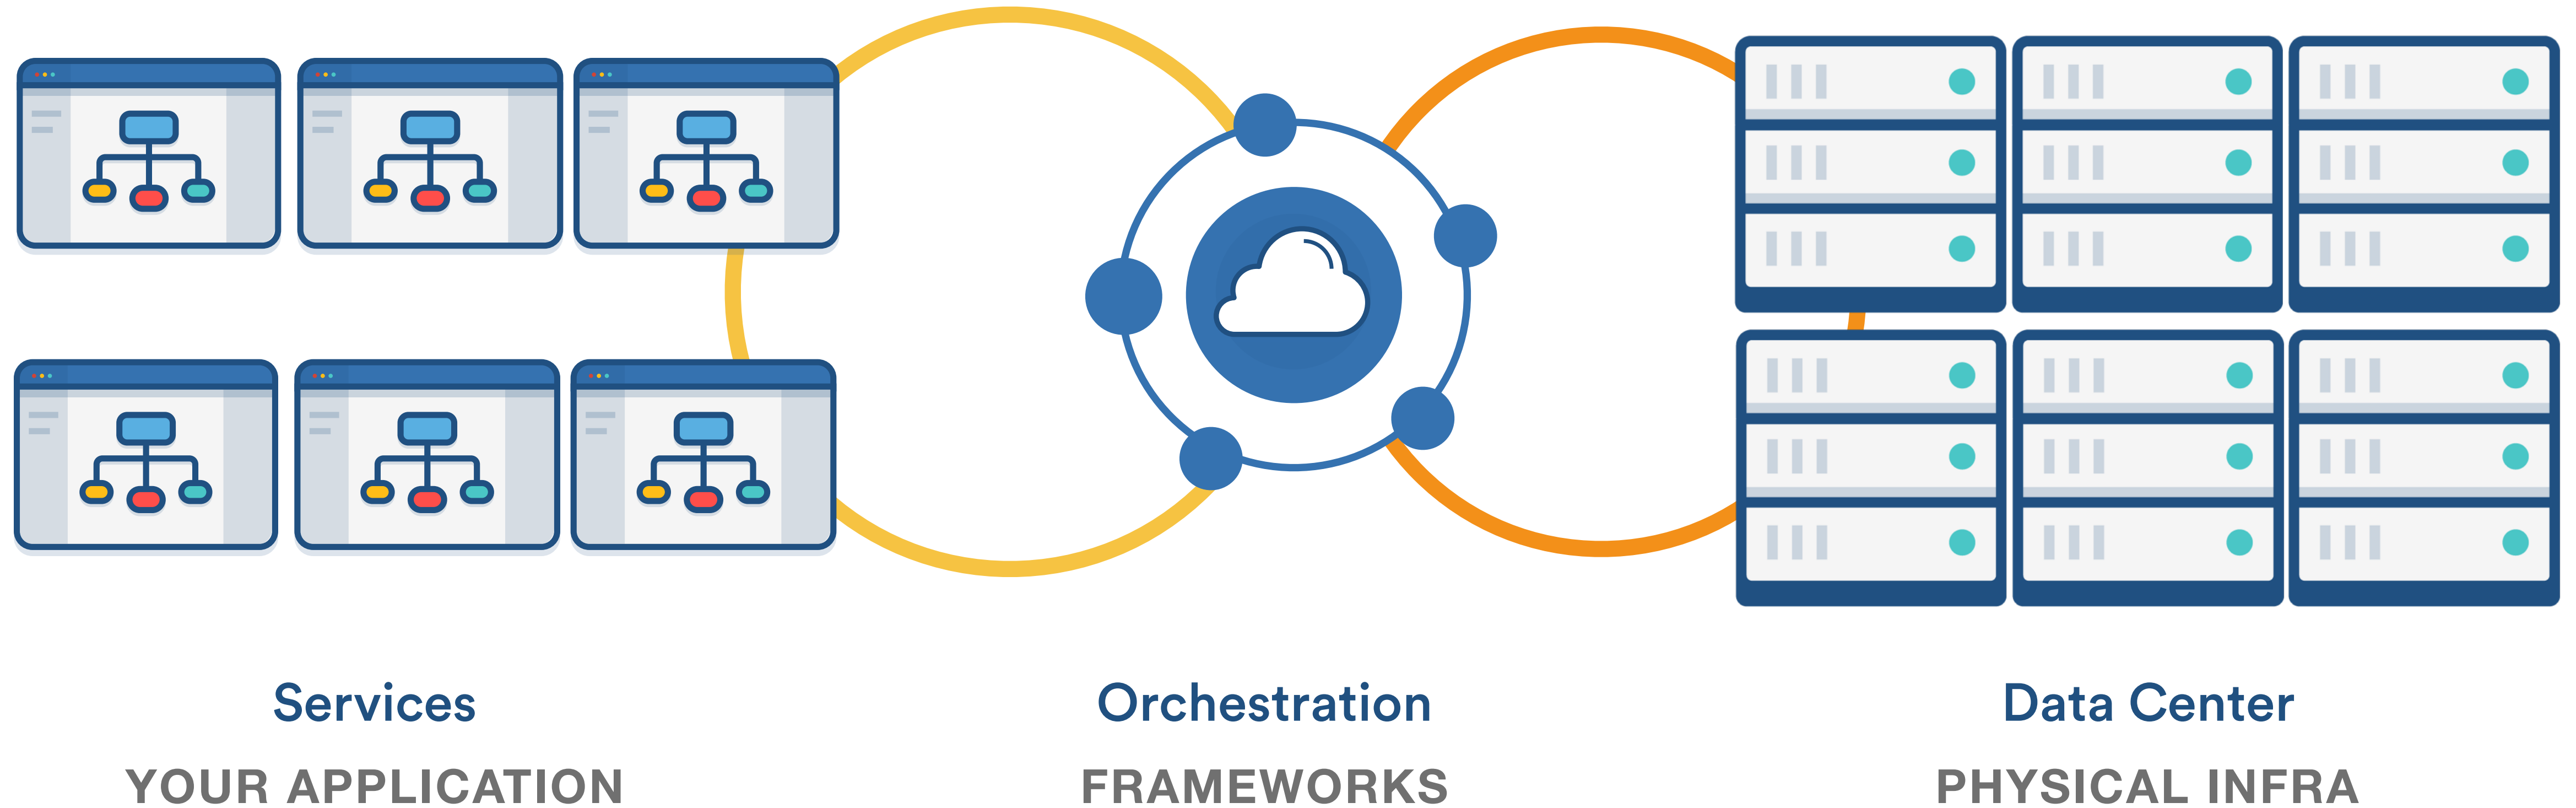 Services
YOUR APPLICATION
Orchestration
FRAMEWORKS
Data Center
PHYSICAL INFRA